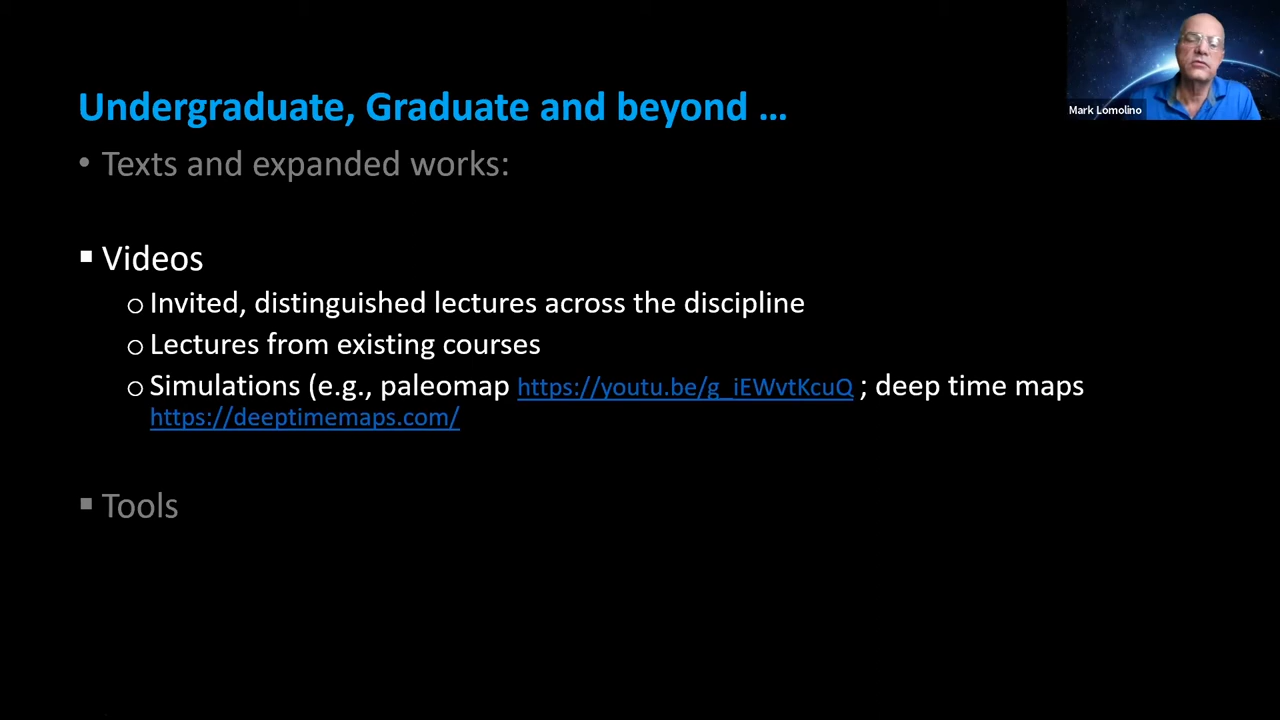 Mark Lomolino
Undergraduate, Graduate and beyond …
• Texts and expanded works:
▪ Videos
o Invited, distinguished lectures across the discipline
o Lectures from existing courses
o Simulations (e.g., paleomap https://youtu.be/g_iEWvtKcuQ ; deep time maps
https://deeptimemaps.com/
▪ Tools